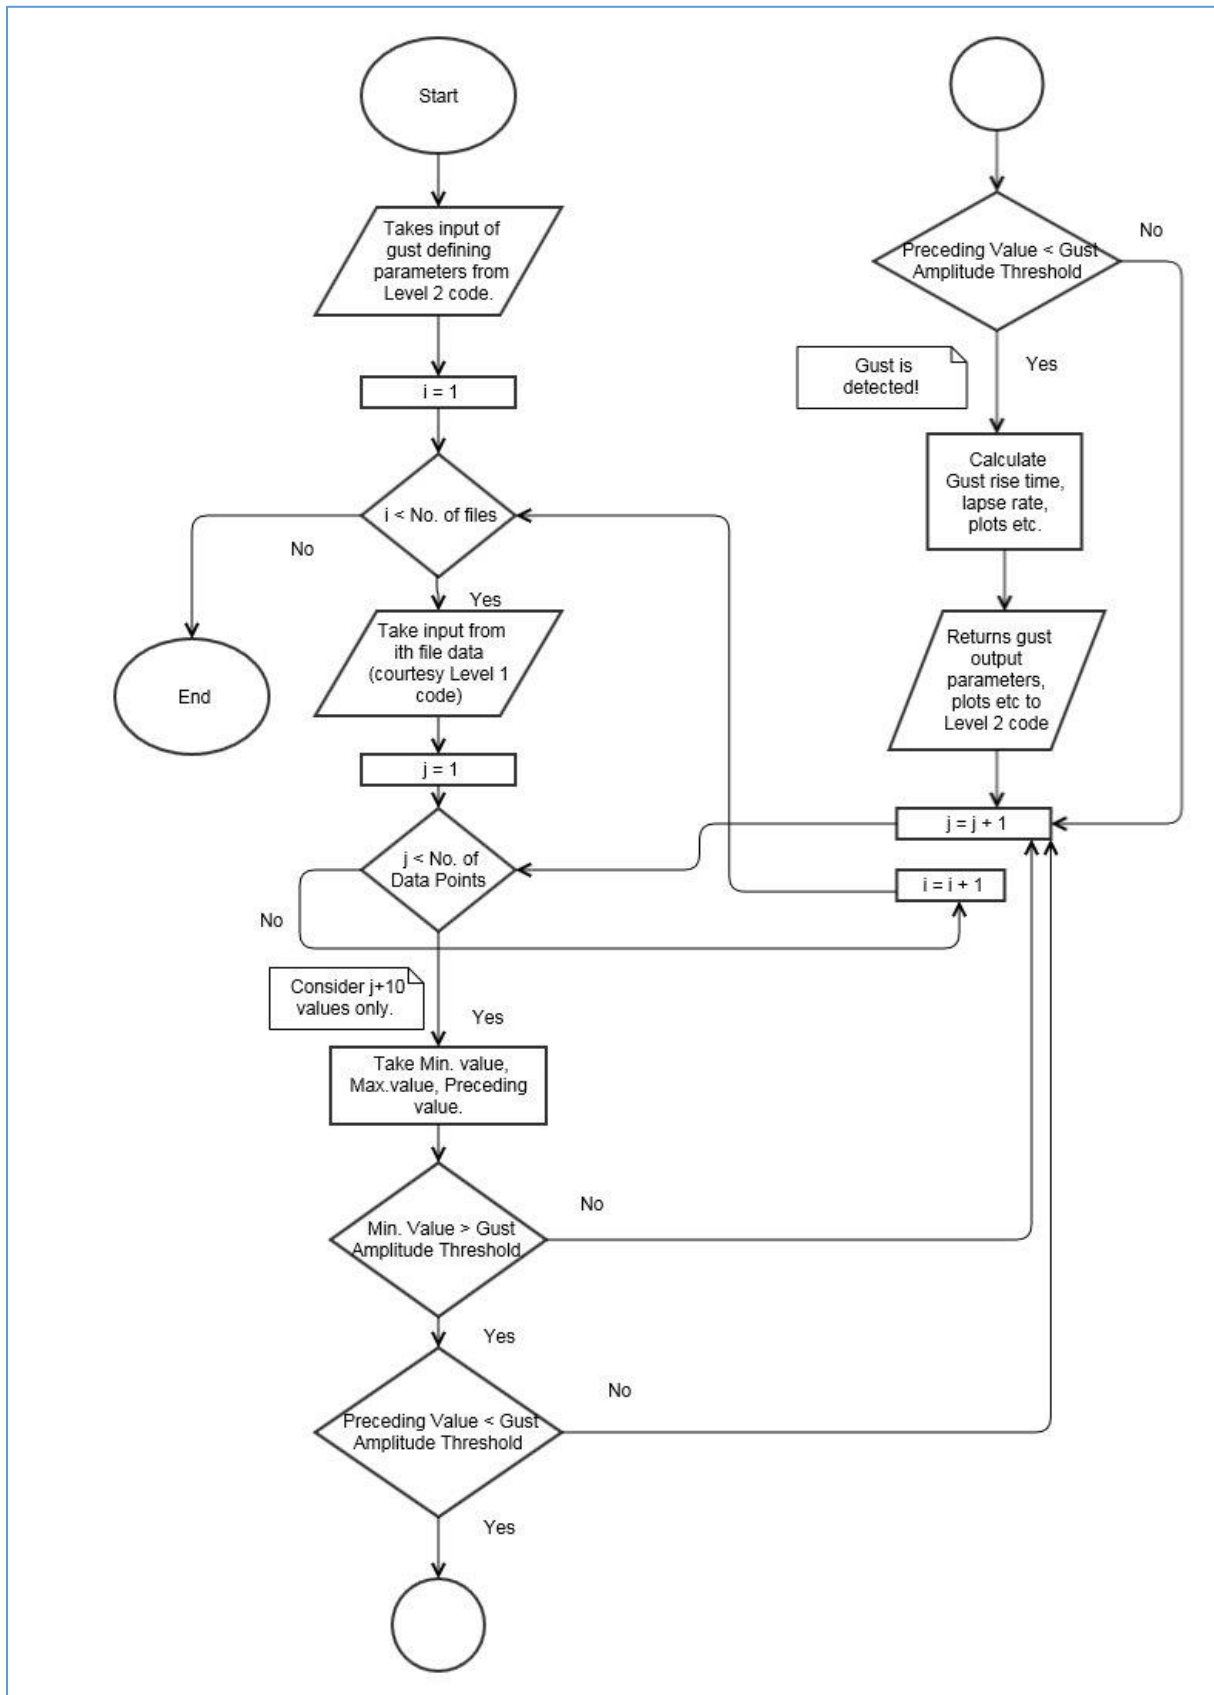 Start
Takes input of
gust defining
parameters from
Level 2 code.
i = 1
i < No. of files
No
Yes
End
Take input from
ith file data
(courtesy Level 1
code)
j = 1
j < No. of
Data Points
No
Consider j+10
values only.
Yes
Take Min. value,
Max.value, Preceding
value.
Min. Value > Gust
Amplitude Threshold
No
Yes
Preceding Value < Gust
Amplitude Threshold
No
Yes
Preceding Value < Gust
Amplitude Threshold
No
Yes
Gust is
detected!
Calculate
Gust rise time,
lapse rate,
plots etc.
Returns gust
output
parameters,
plots etc to
Level 2 code
j = j + 1
i = i + 1